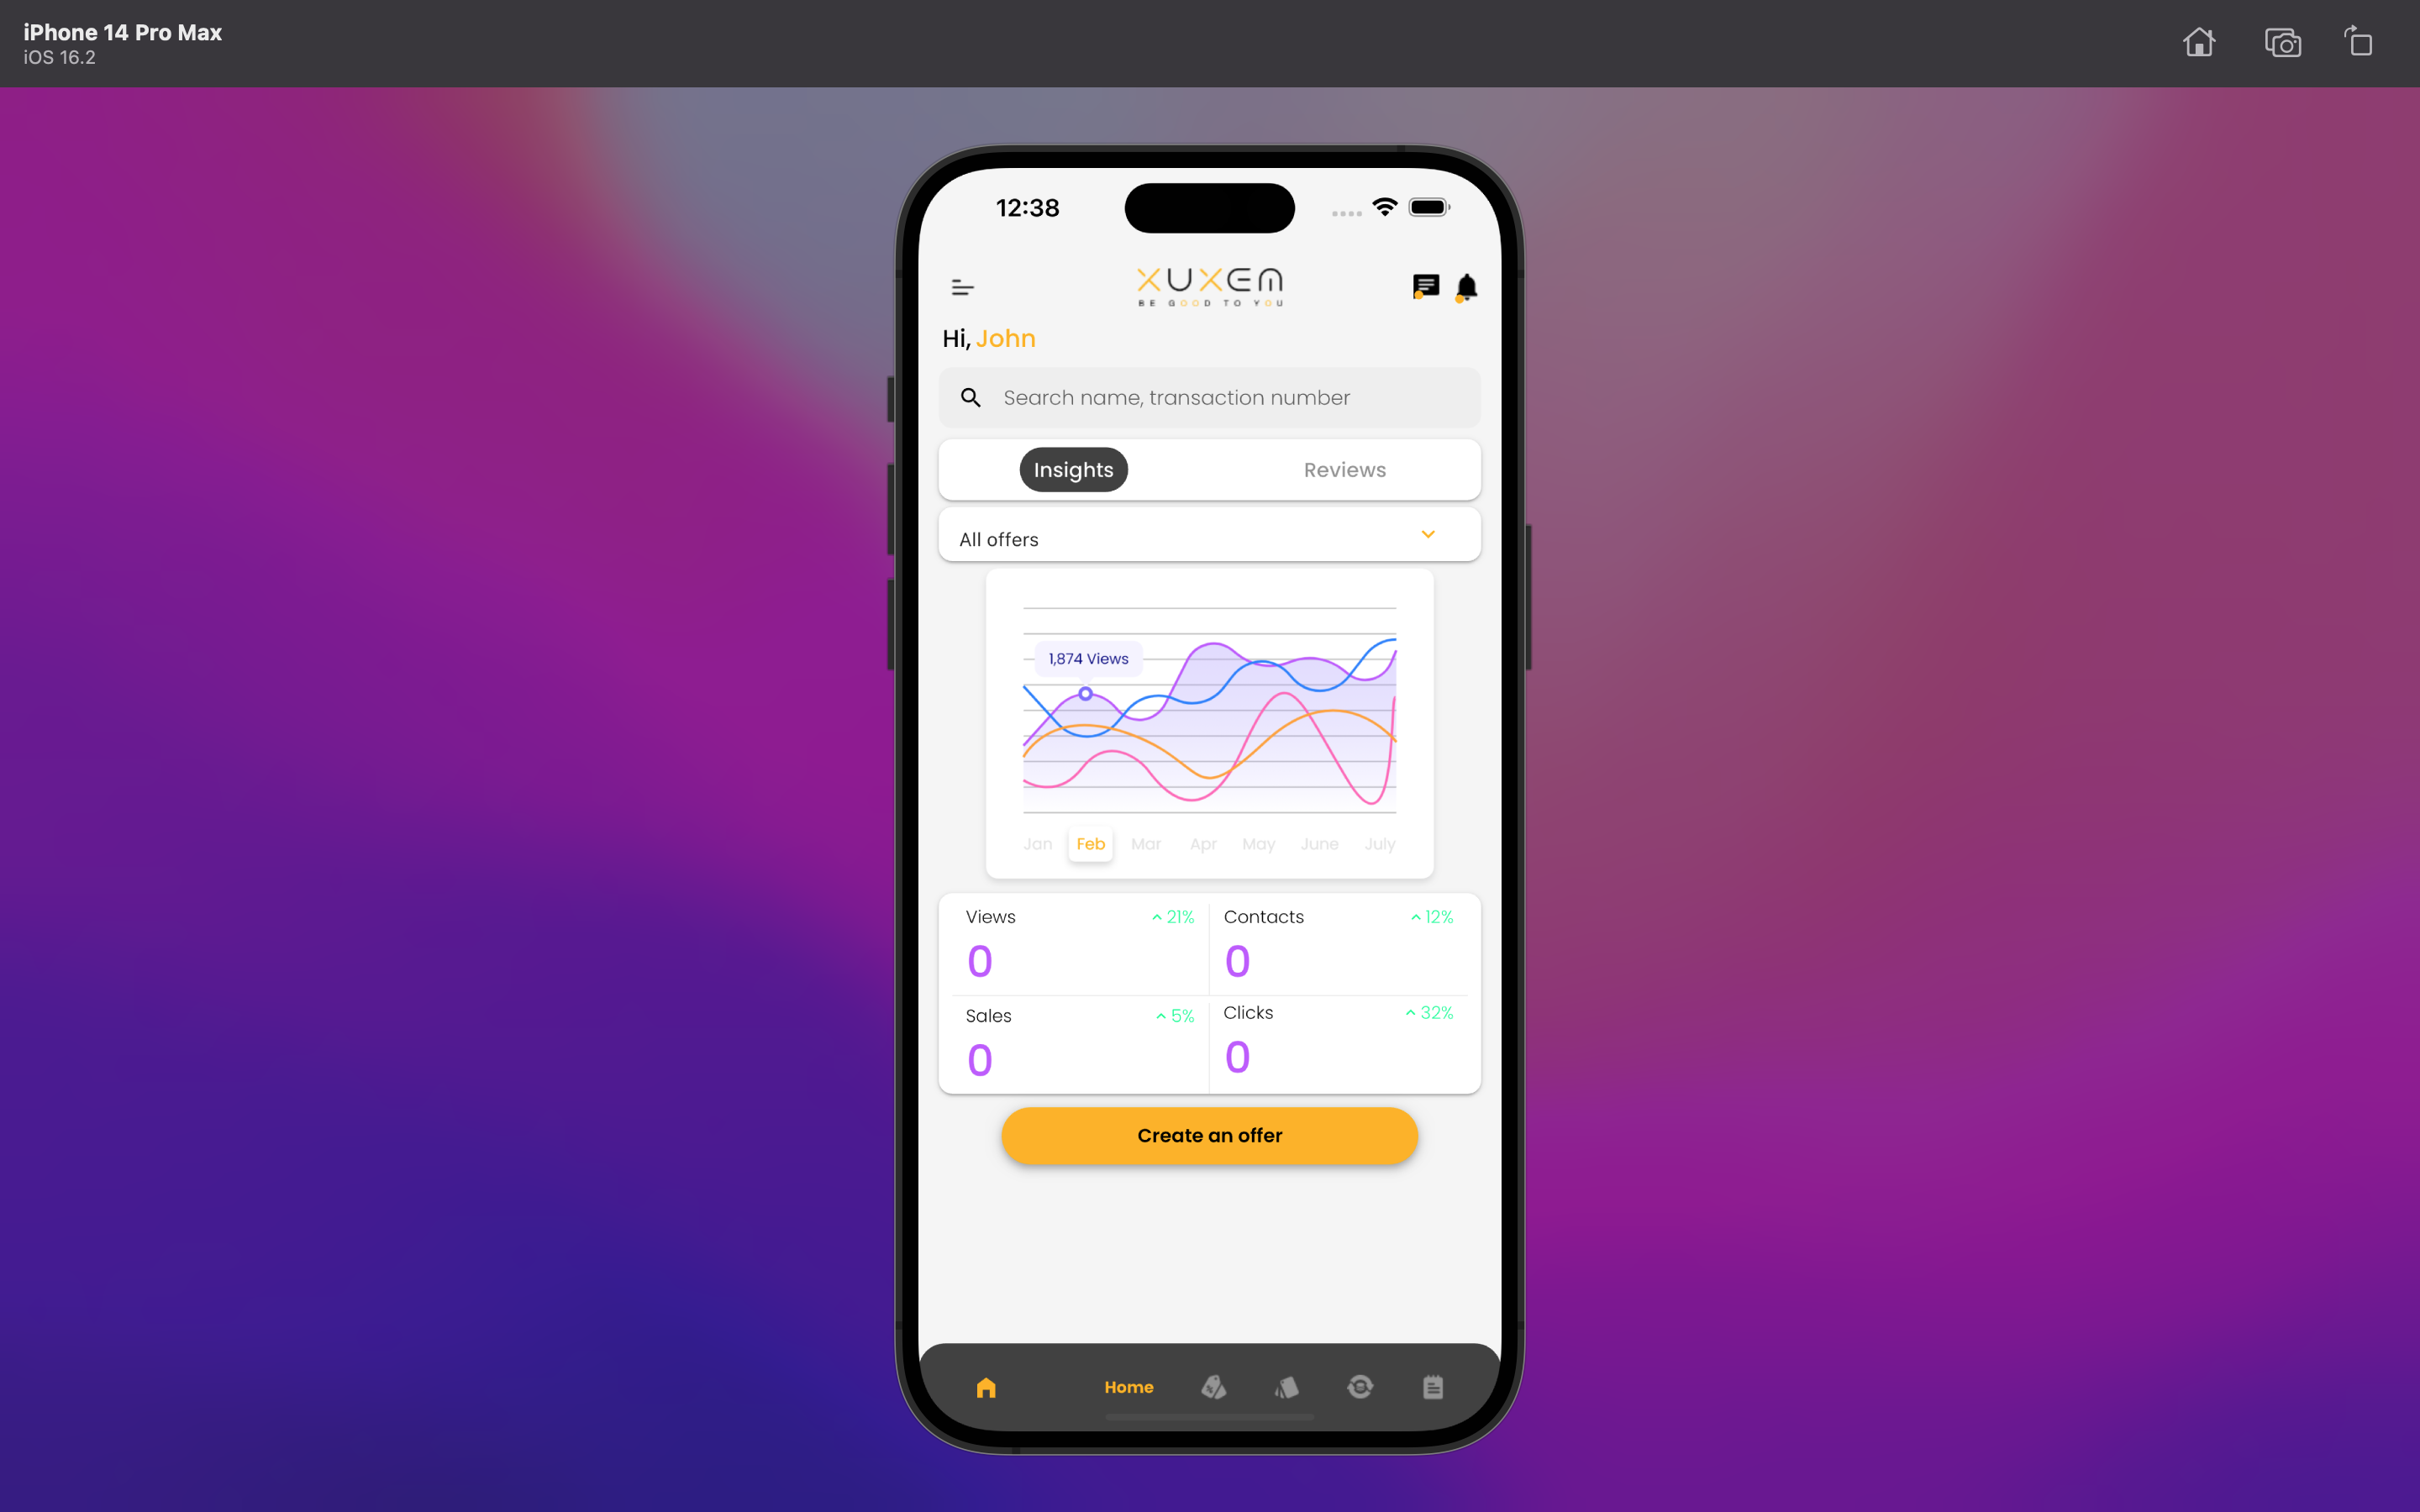 iPhone 14 Pro Max
iOS 16.2
12:38
XUXEM
BE GOOD TO YOU
Hi, John
Search name, transaction number
Insights Reviews
All offers
1,874 Views
Jan Feb Mar Apr May June July
Views 21% Contacts 12%
0 0
Sales 5% Clicks 32%
0 0
Create an offer
Home